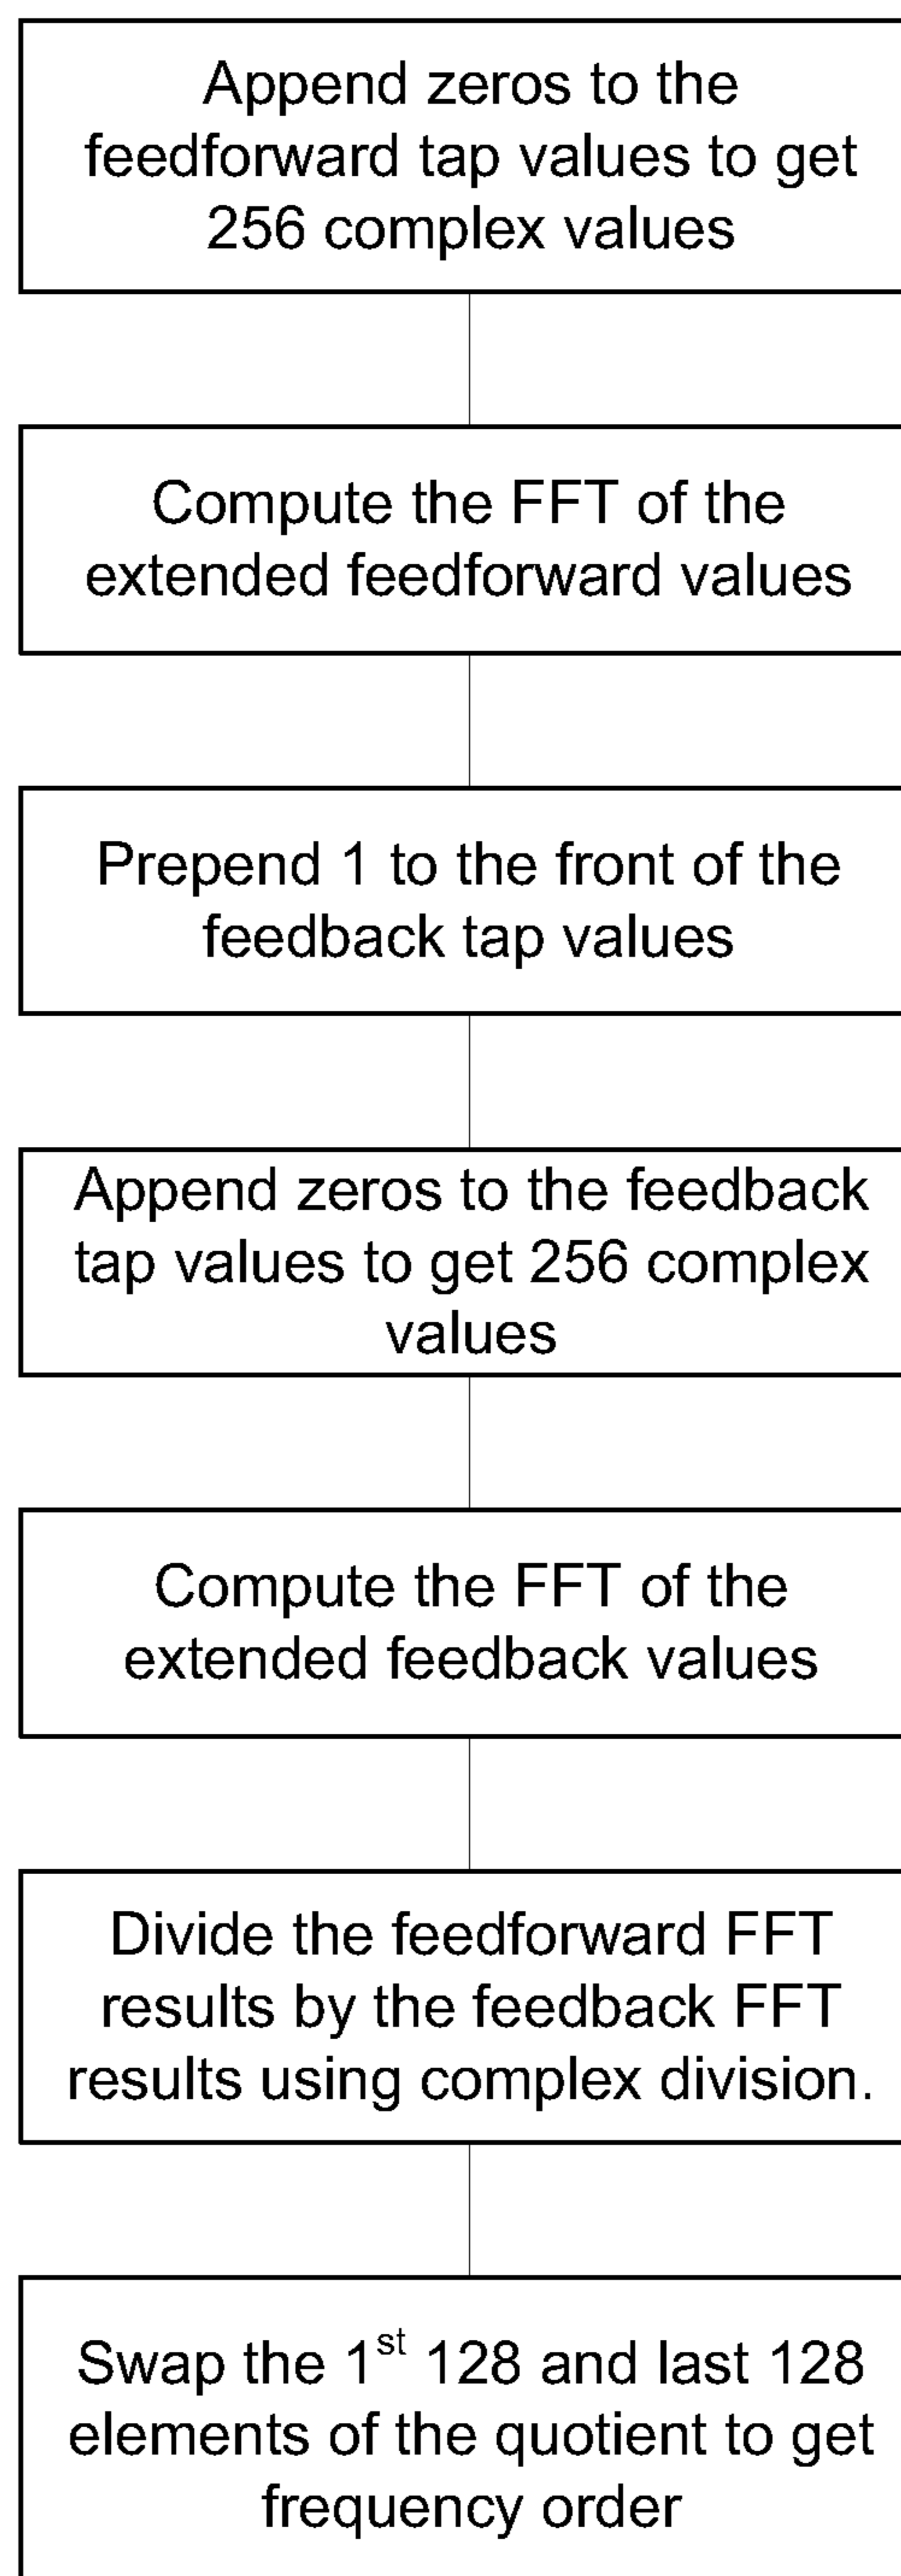 Append zeros to the
feedforward tap values to get
256 complex values
Compute the FFT of the
extended feedforward values
Prepend 1 to the front of the
feedback tap values
Append zeros to the feedback
tap values to get 256 complex
values
Compute the FFT of the
extended feedback values
Divide the feedforward FFT
results by the feedback FFT
results using complex division.
Swap the 1st 128 and last 128
elements of the quotient to get
frequency order